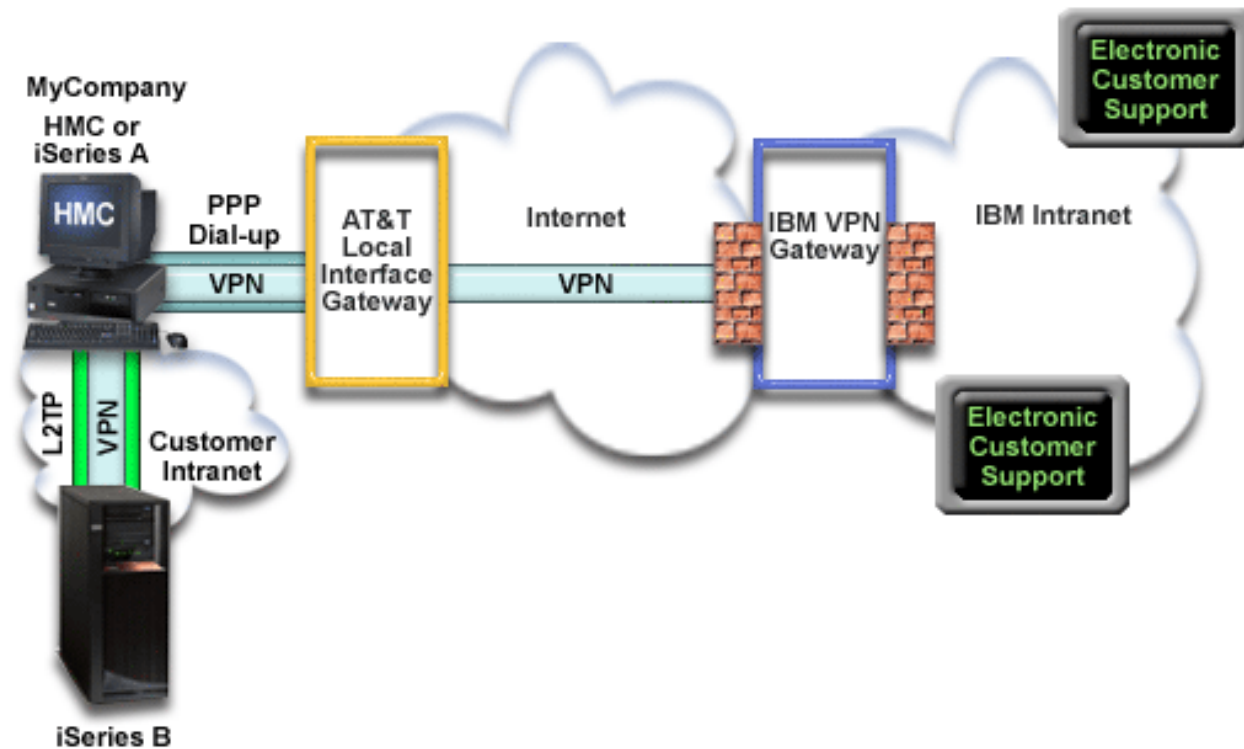 MyCompany
HMC or
iSeries A
HMC
PPP
Dial-up
VPN
AT&T
Local
Interface
Gateway
Internet
VPN
IBM VPN
Gateway
IBM Intranet
Electronic
Customer
Support
Electronic
Customer
Support
L2TP
VPN
Customer
Intranet
iSeries B